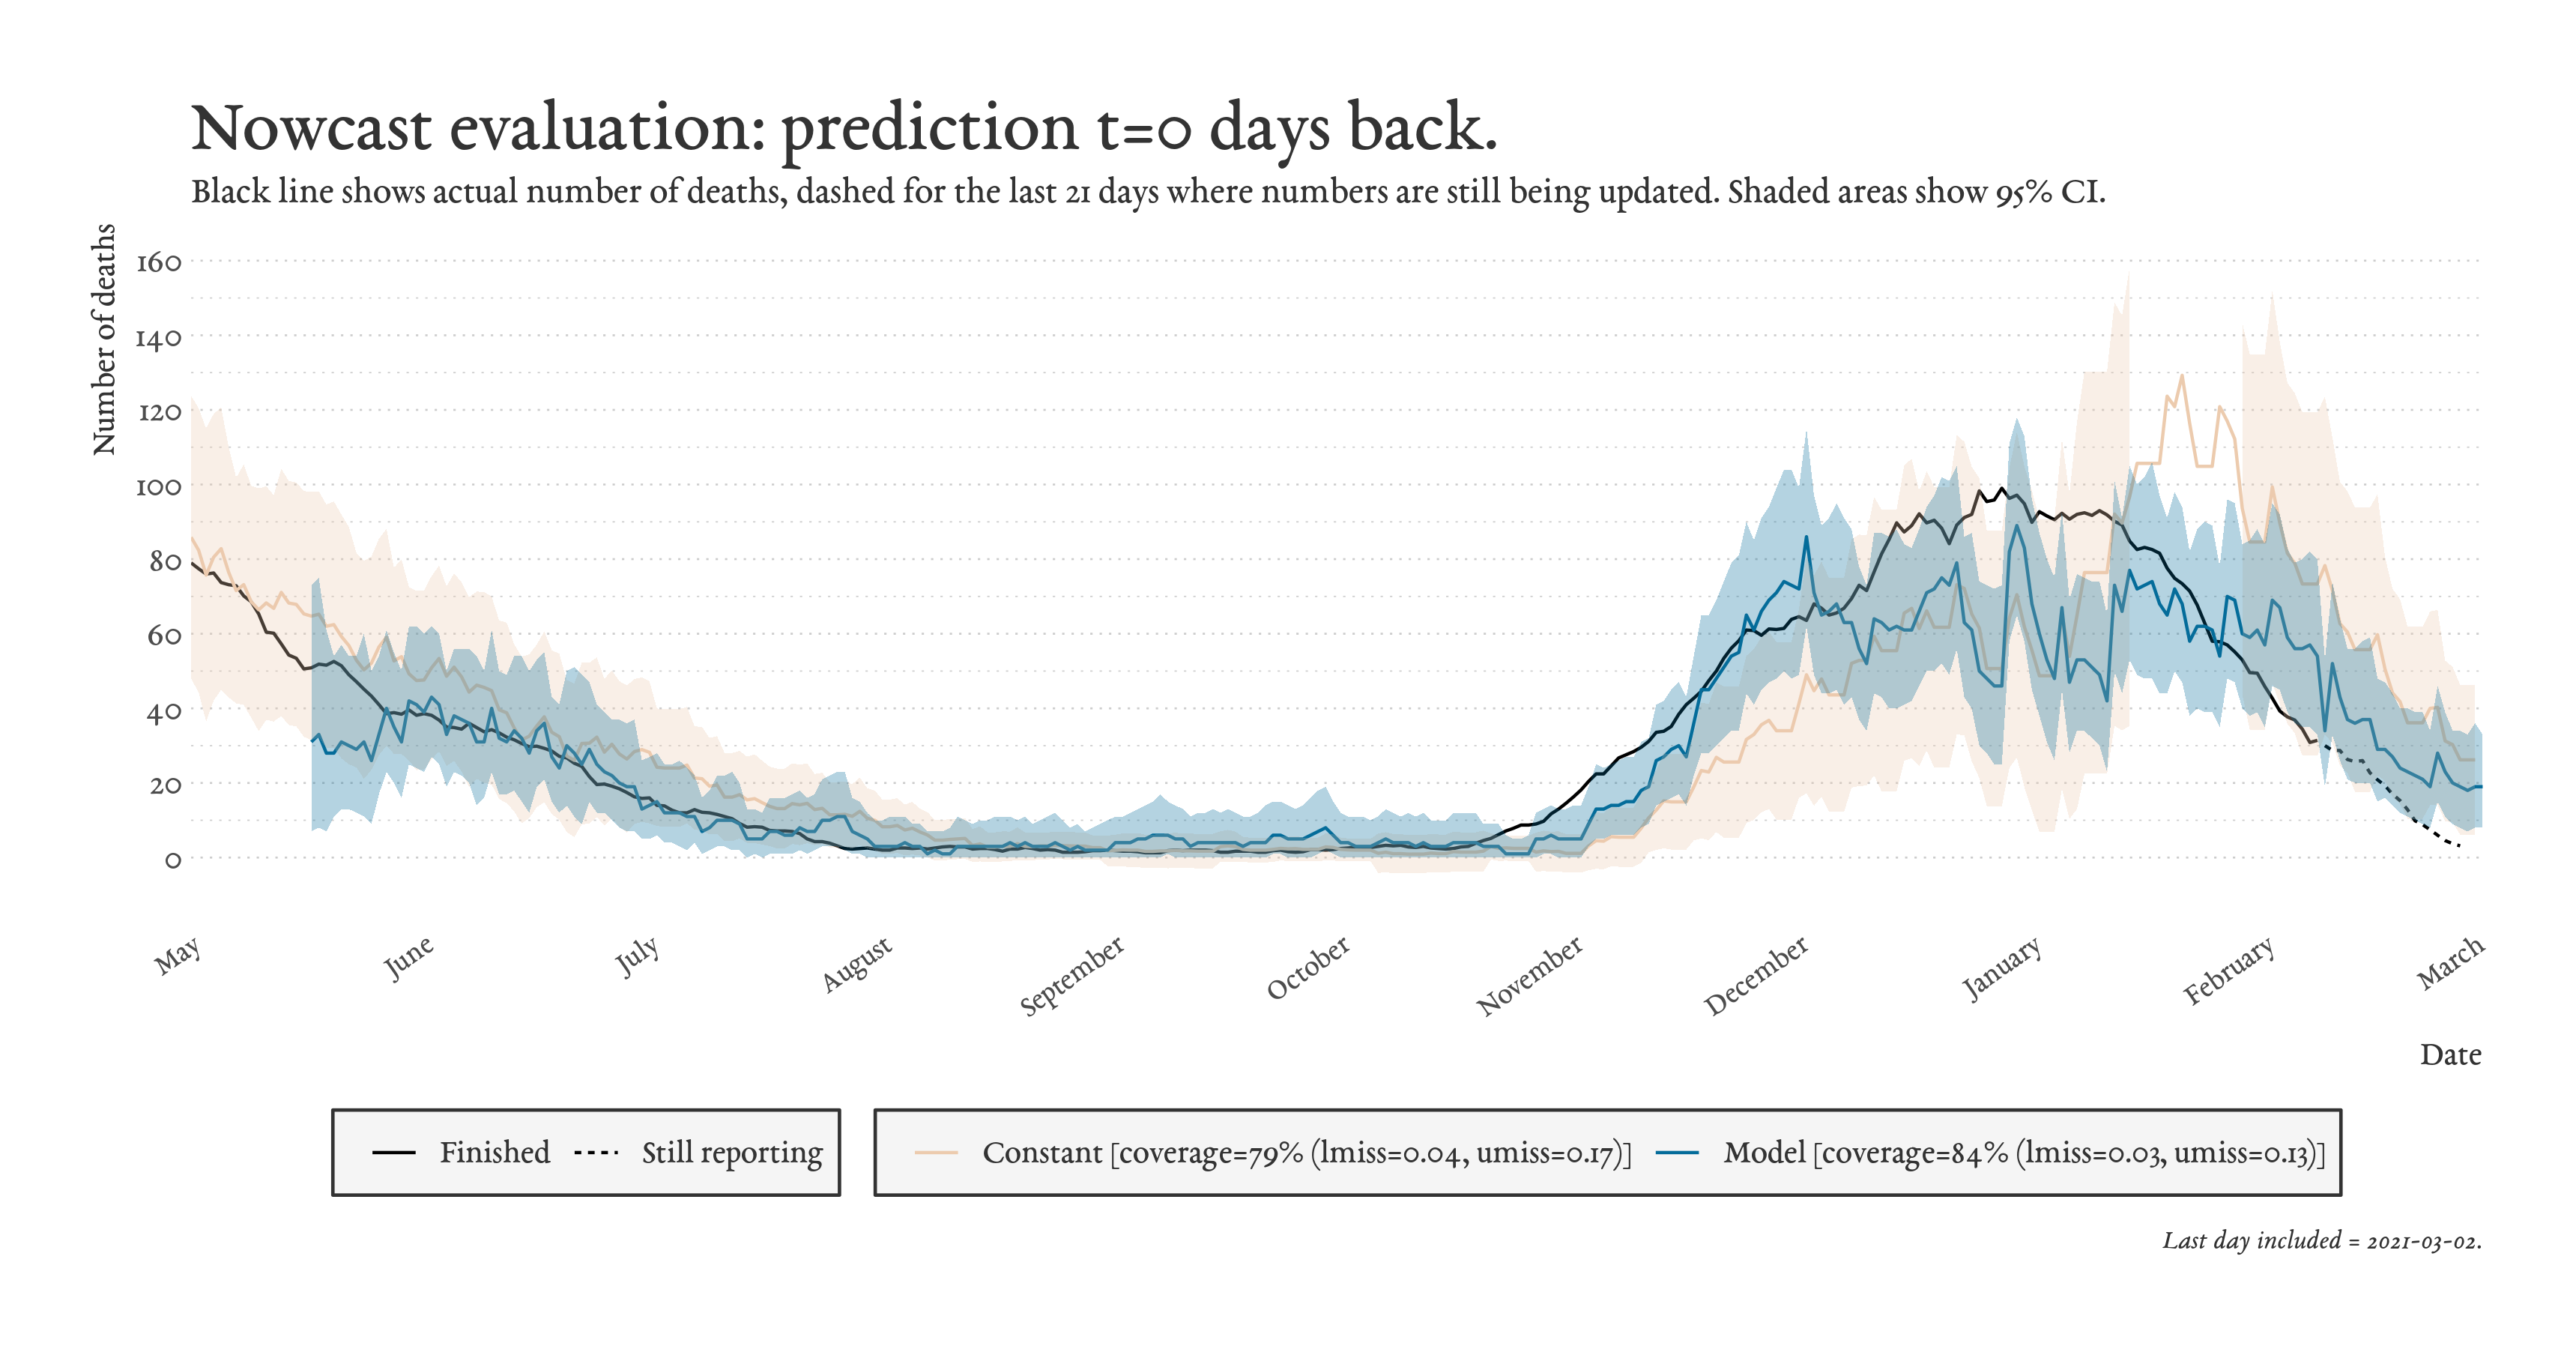 Nowcast evaluation: prediction t=0 days back.
Black line shows actual number of deaths, dashed for the last 21 days where numbers are still being updated. Shaded areas show 95% CI.
Number of deaths
160
140
120
100
80
60
40
20
0
May
June
July
August
September
October
November
December
January
February
March
Date
Finished
Still reporting
Constant [coverage=79% (lmiss=0.04, umiss=0.17)]
Model [coverage=84% (lmiss=0.03, umiss=0.13)]
Last day included = 2021-03-02.